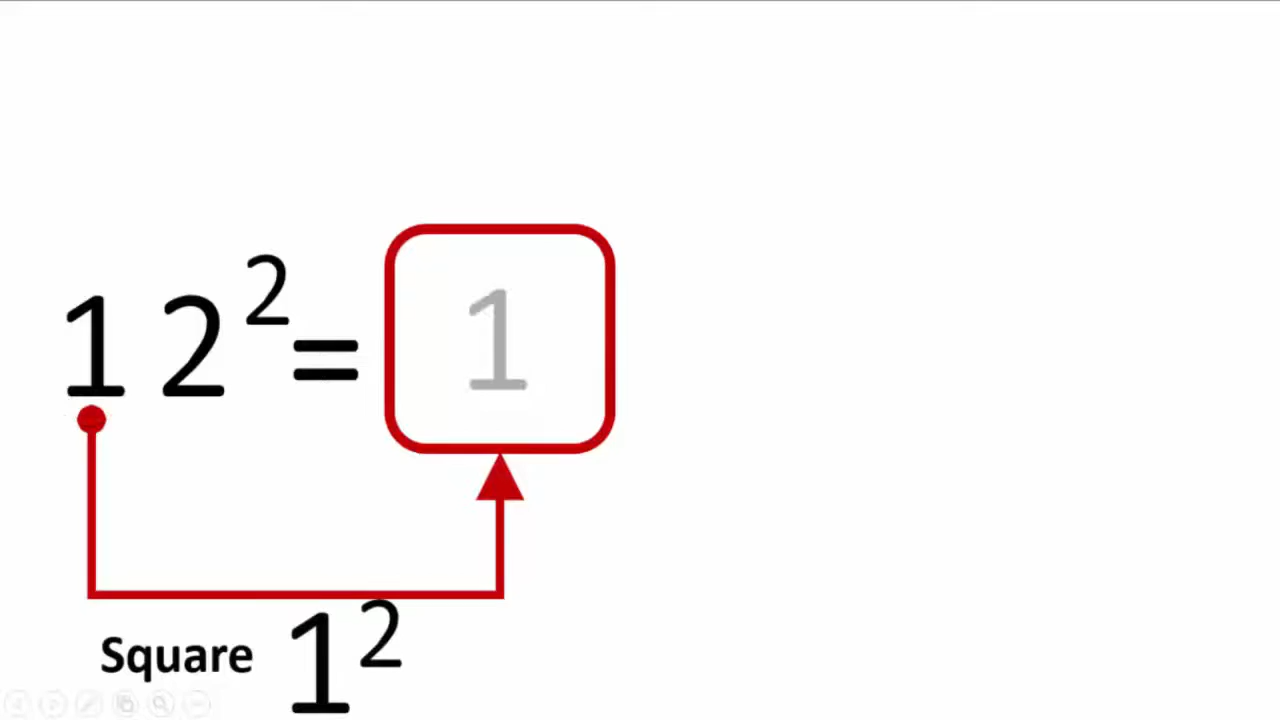 12² = 1
Square 1²